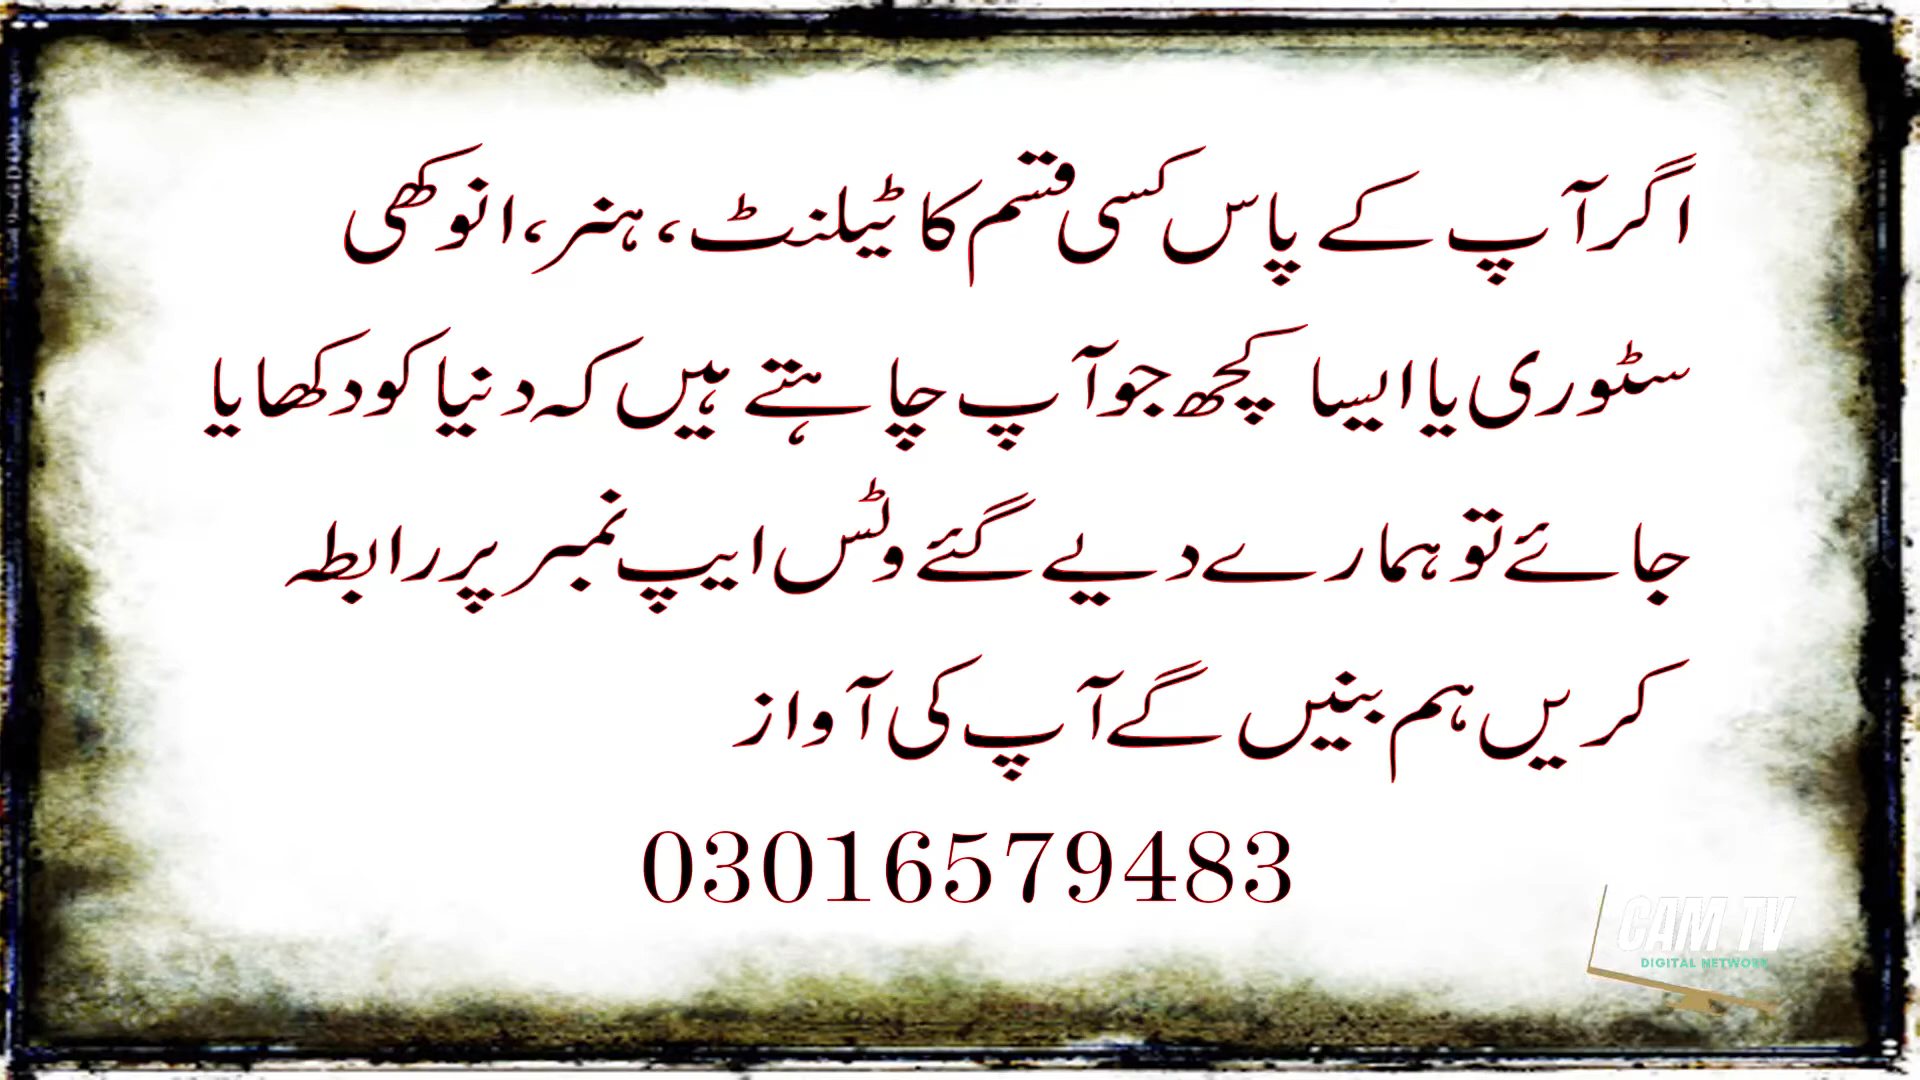 اگر آپ کے پاس کسی قسم کا ٹیلنٹ، ہنر، انوکھی
سٹوری یا ایسا کچھ جو آپ چاہتے ہیں کہ دنیا کو دکھایا
جائے تو ہمارے دیے گئے وٹس ایپ نمبر پر رابطہ
کریں ہم بنیں گے آپ کی آواز
03016579483
CAM TV
DIGITAL NETWORK